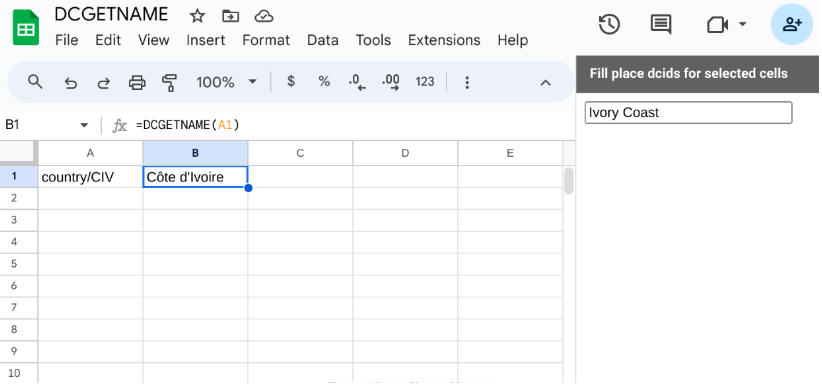 DCGETNAME
File Edit View Insert Format Data Tools Extensions Help
100% $ % .0 .00 123
Fill place dcids for selected cells
Ivory Coast
B1 fx =DCGETNAME(A1)
A B C D E
1 country/CIV Côte d'Ivoire
2
3
4
5
6
7
8
9
10